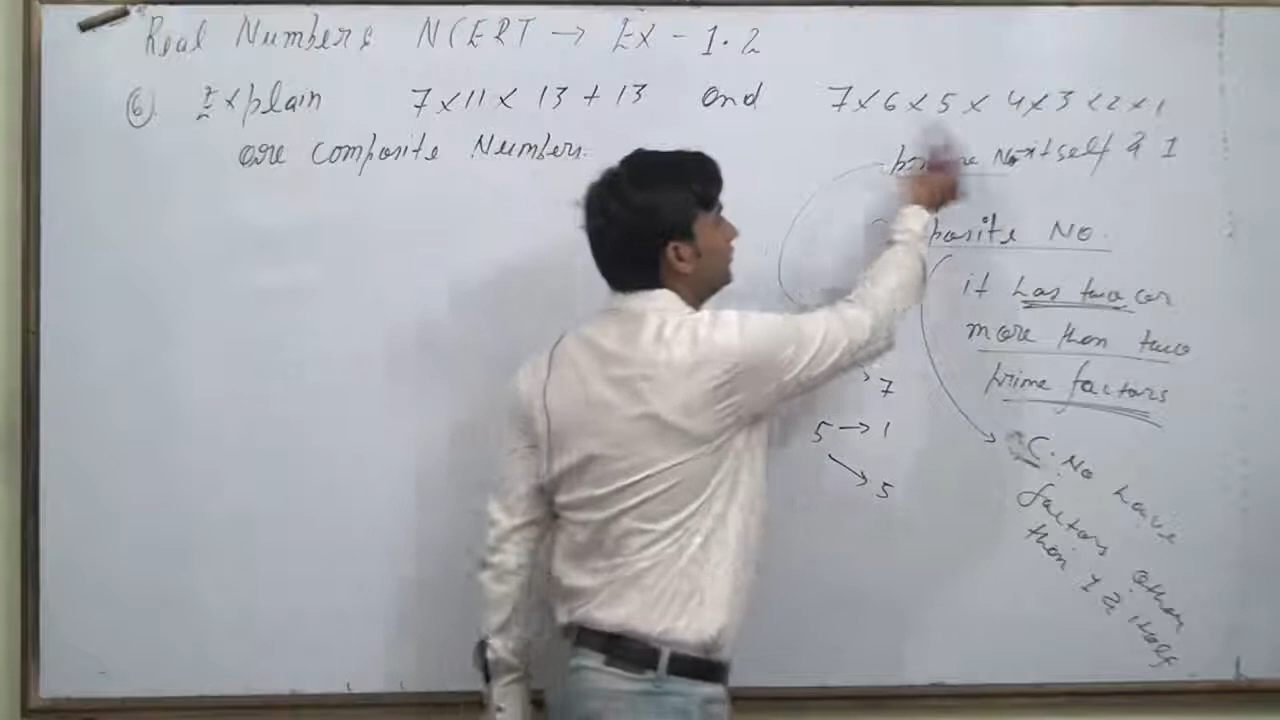 Real Numbers NCERT → EX - 1.2
⑥ Explain 7 x 11 x 13 + 13 and 7 x 6 x 5 x 4 x 3 x 2 x 1
are composite Numbers.
No → itself & 1
posite No.
it has two or
more than two
prime factors
→ 7
5 → 1
→ 5
C. No have
factors other
than 1 & itself